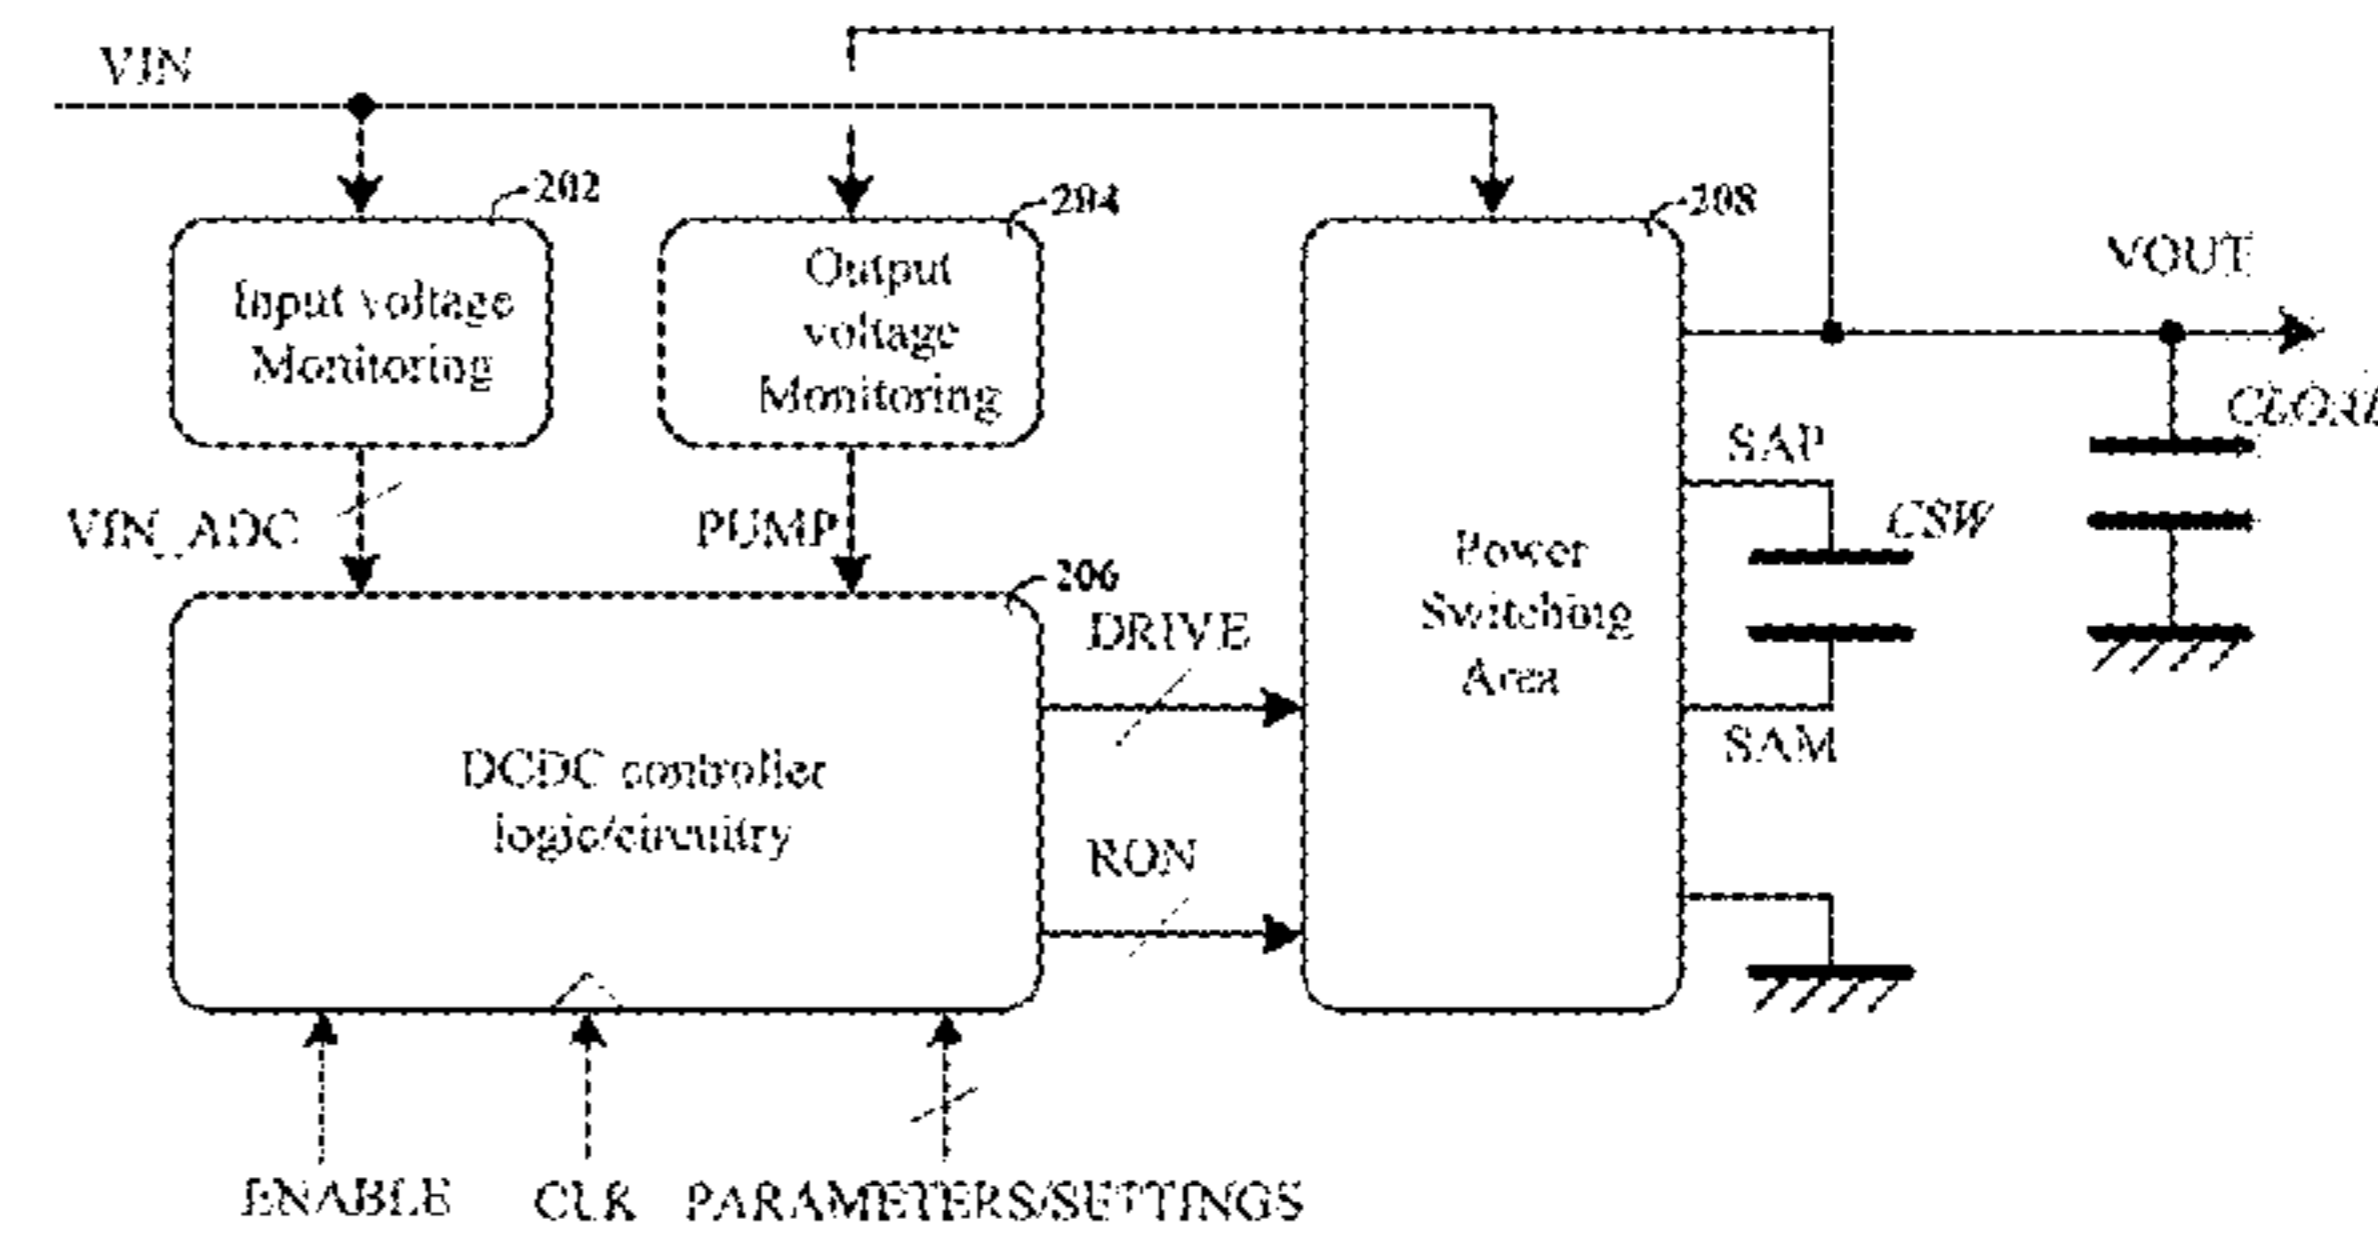 VIN
202
204
208
Input voltage
Monitoring
Output
voltage
Monitoring
VOUT
CLOAD
SAP
CSW
SAM
Power
Switching
Area
VIN_ADC
PUMP
206
DRIVE
RON
DCDC controller
logic/circuitry
ENABLE
CLK
PARAMETERS/SETTINGS